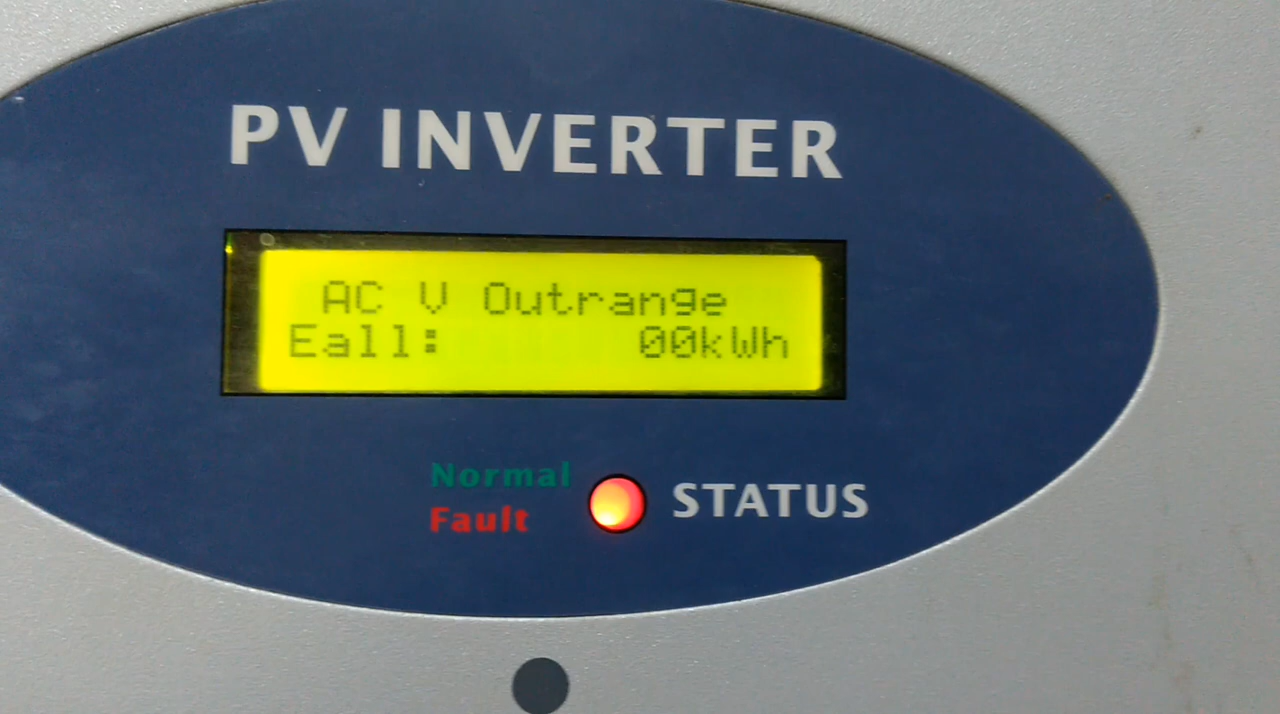 PV INVERTER
AC V Outrange
Eall: 00kWh
Normal
Fault
STATUS